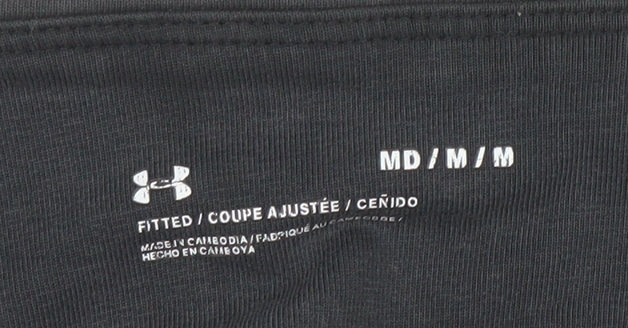 MD / M / M
FITTED / COUPE AJUSTÉE / CEÑIDO
MADE IN CAMBODIA / FABRIQUÉ AU CAMBODGE /
HECHO EN CAMBOYA